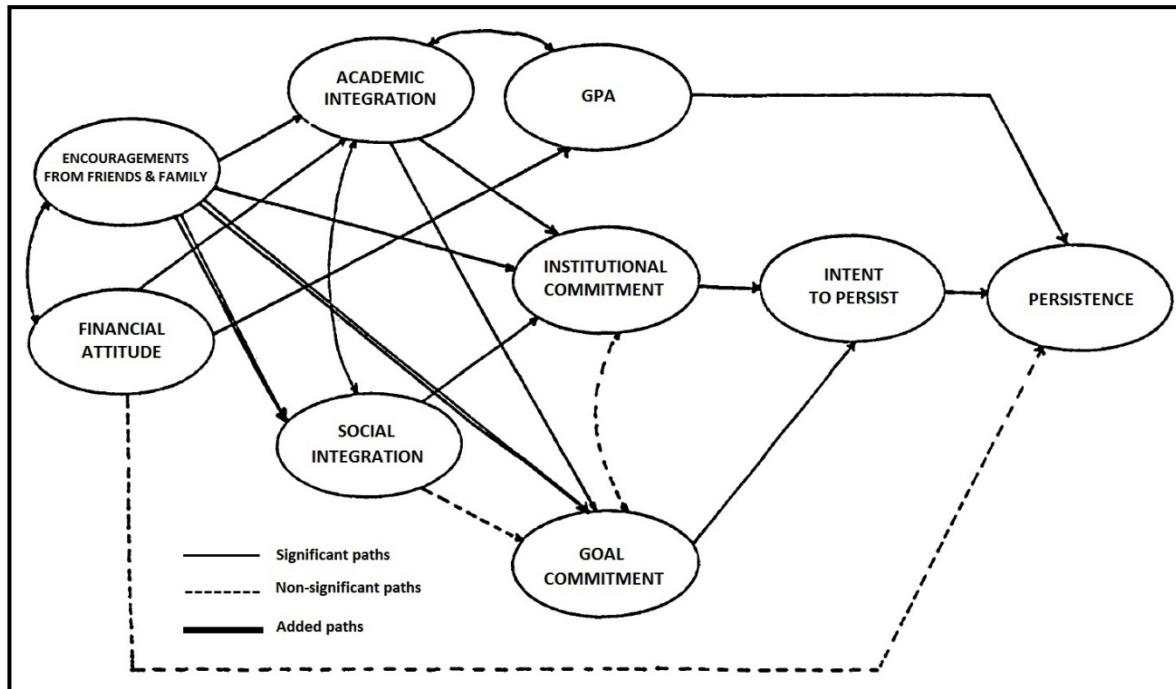 ACADEMIC
INTEGRATION
GPA
ENCOURAGEMENTS
FROM FRIENDS & FAMILY
INSTITUTIONAL
COMMITMENT
INTENT
TO PERSIST
PERSISTENCE
FINANCIAL
ATTITUDE
SOCIAL
INTEGRATION
GOAL
COMMITMENT
Significant paths
Non-significant paths
Added paths